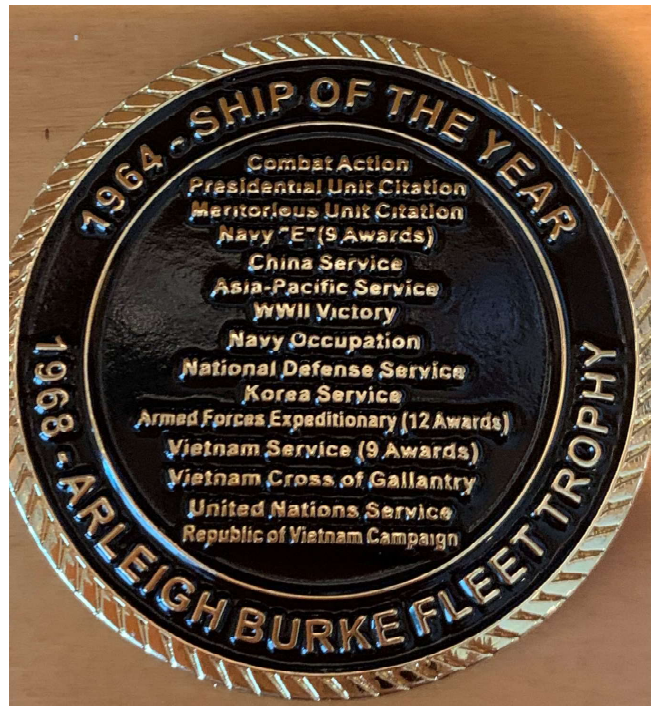 1964 - SHIP OF THE YEAR
Combat Action
Presidential Unit Citation
Meritorious Unit Citation
Navy "E"(9 Awards)
China Service
Asia-Pacific Service
WWII Victory
Navy Occupation
National Defense Service
Korea Service
Armed Forces Expeditionary (12 Awards)
Vietnam Service (9 Awards)
Vietnam Cross of Gallantry
United Nations Service
Republic of Vietnam Campaign
1968 - ARLEIGH BURKE FLEET TROPHY